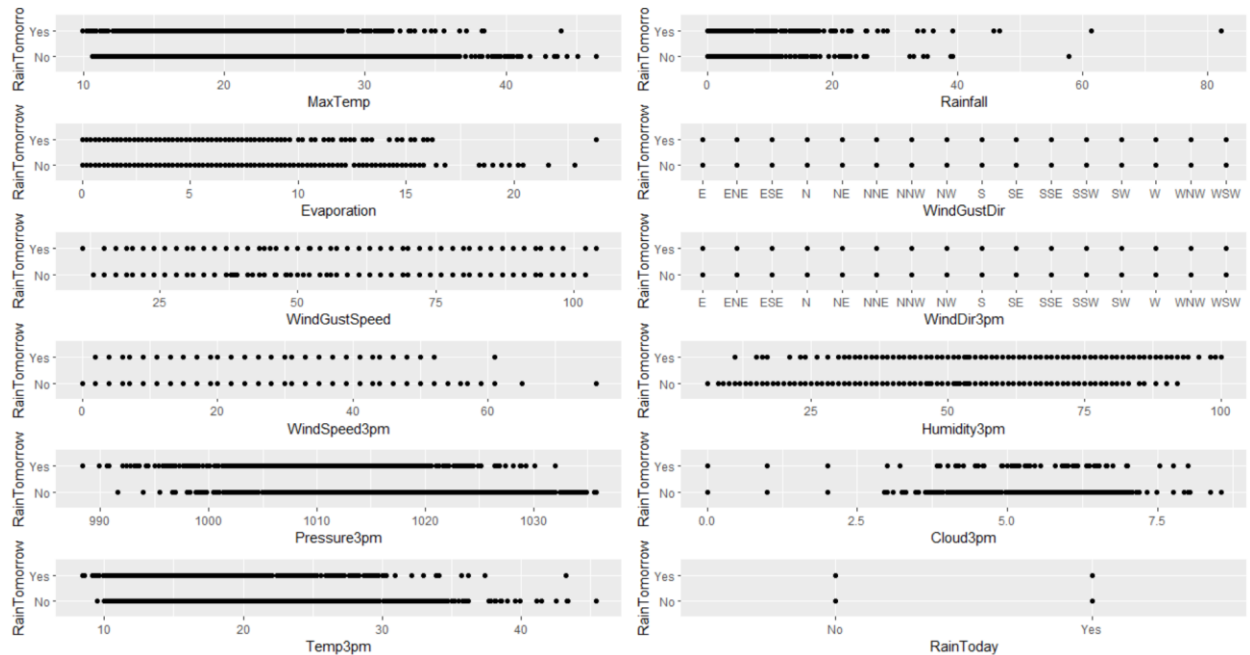 RainTomorro
Yes
No
10 20 30 40
MaxTemp
RainTomorro
Yes
No
0 20 40 60 80
Rainfall
RainTomorrow
Yes
No
0 5 10 15 20
Evaporation
RainTomorrow
Yes
No
E ENE ESE N NE NNE NNW NW S SE SSE SSW SW W WNW WSW
WindGustDir
RainTomorrow
Yes
No
25 50 75 100
WindGustSpeed
RainTomorrow
Yes
No
E ENE ESE N NE NNE NNW NW S SE SSE SSW SW W WNW WSW
WindDir3pm
RainTomorrow
Yes
No
0 20 40 60
WindSpeed3pm
RainTomorrow
Yes
No
25 50 75 100
Humidity3pm
RainTomorrow
Yes
No
990 1000 1010 1020 1030
Pressure3pm
RainTomorrow
Yes
No
0.0 2.5 5.0 7.5
Cloud3pm
RainTomorrow
Yes
No
10 20 30 40
Temp3pm
RainTomorrow
Yes
No
No Yes
RainToday